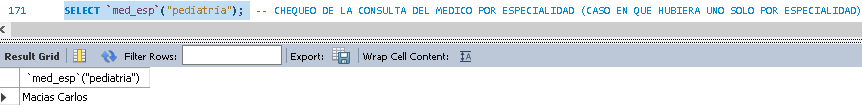 171 SELECT `med_esp`("pediatria"); -- CHEQUEO DE LA CONSULTA DEL MEDICO POR ESPECIALIDAD (CASO EN QUE HUBIERA UNO SOLO POR ESPECIALIDAD)
Result Grid Filter Rows: Export: Wrap Cell Content: IA
`med_esp`("pediatria")
Macias Carlos